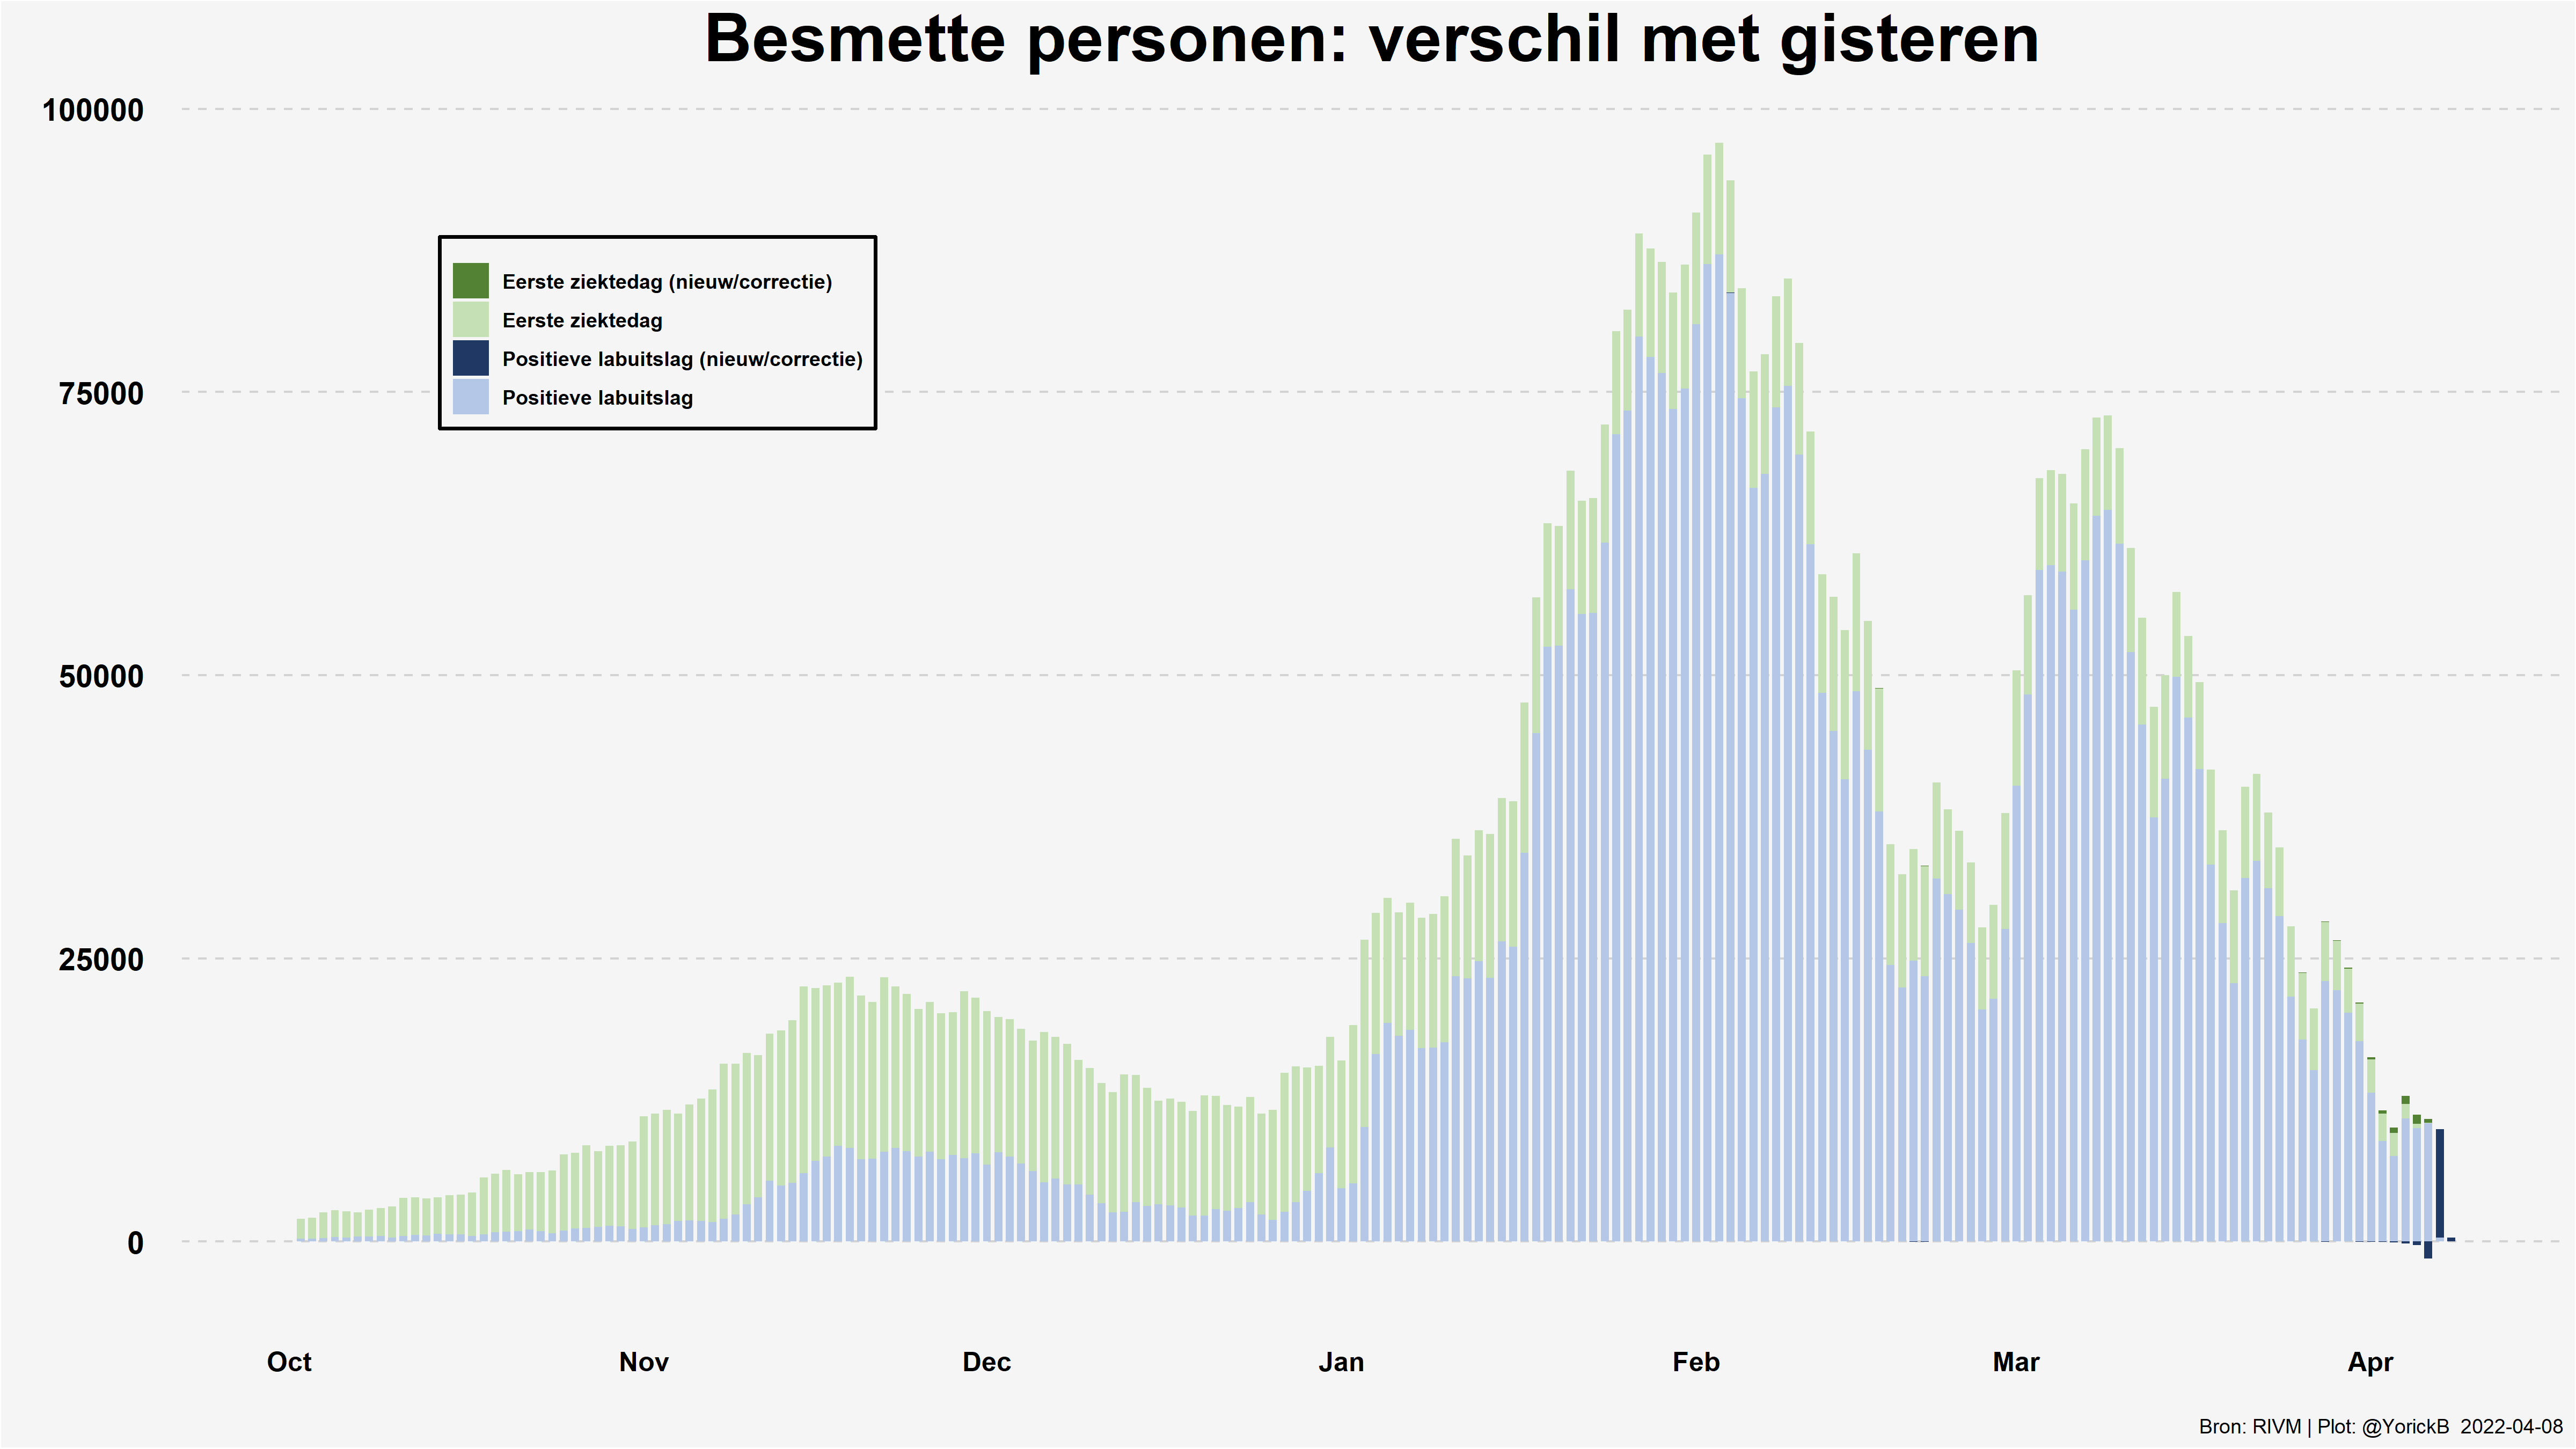 Besmette personen: verschil met gisteren
100000
75000
50000
25000
0
Eerste ziektedag (nieuw/correctie)
Eerste ziektedag
Positieve labuitslag (nieuw/correctie)
Positieve labuitslag
Oct Nov Dec Jan Feb Mar Apr
Bron: RIVM | Plot: @YorickB 2022-04-08